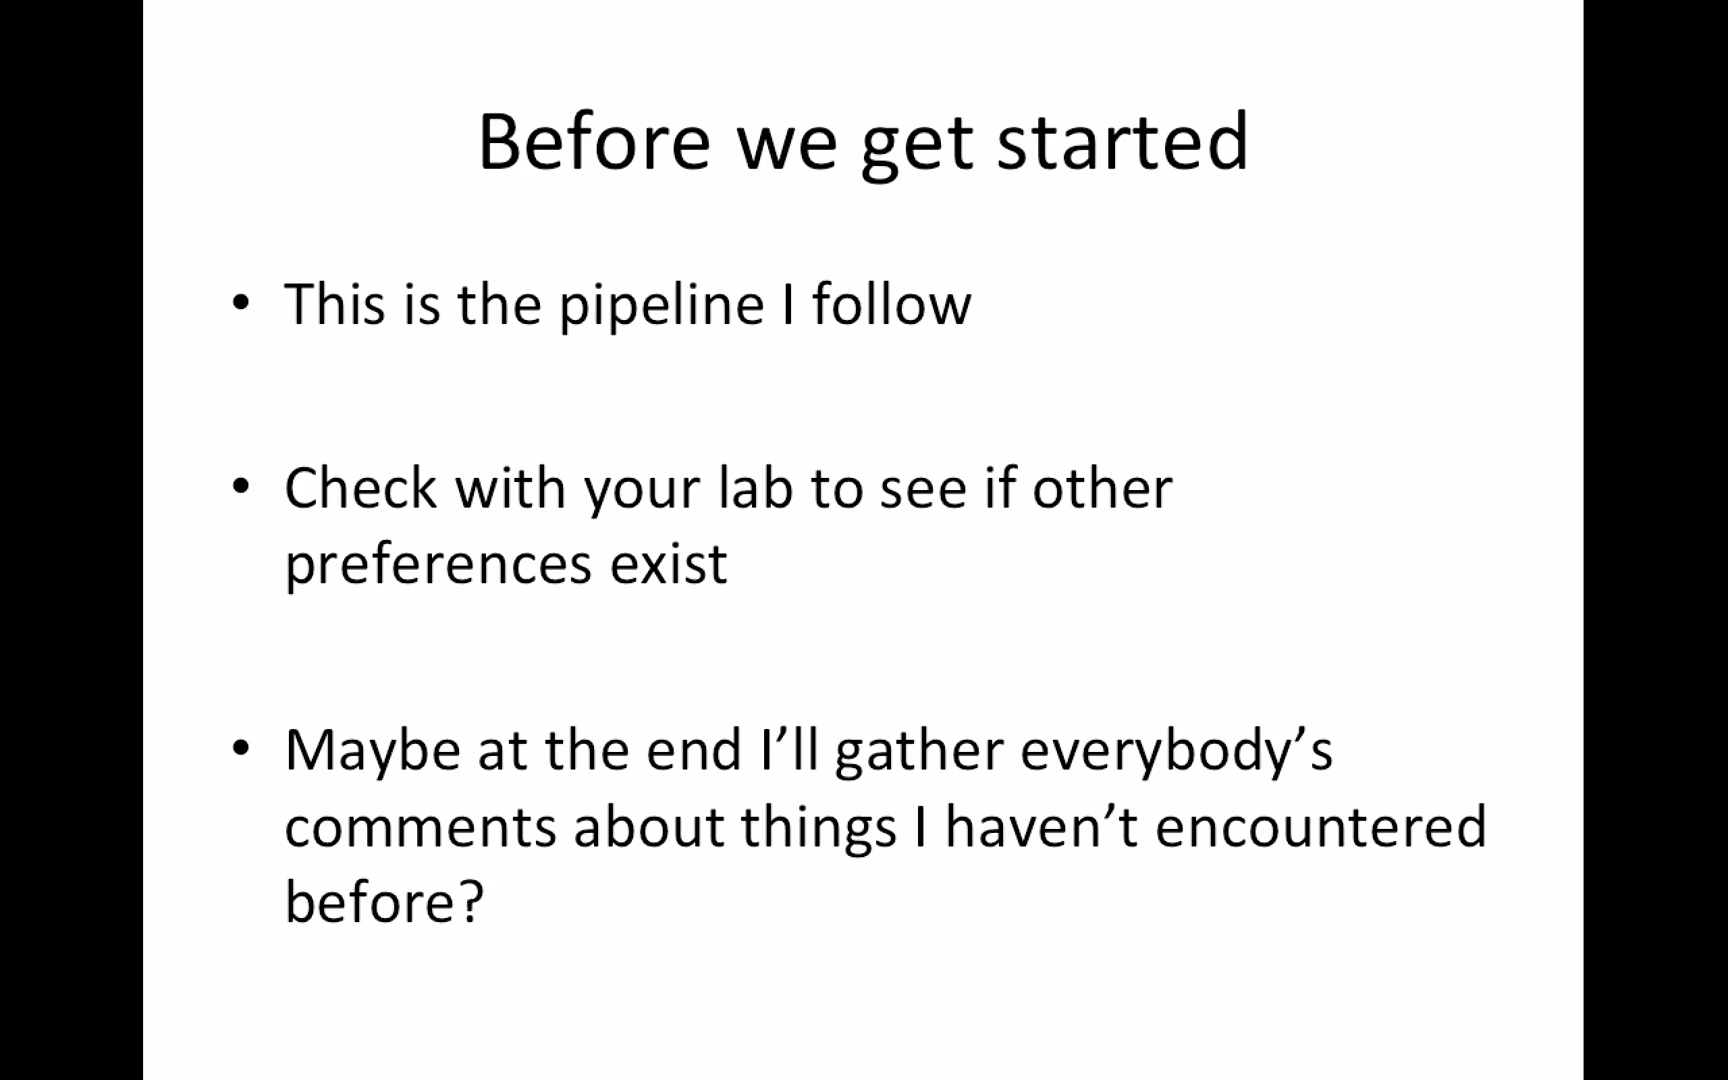 Before we get started
• This is the pipeline I follow
• Check with your lab to see if other
preferences exist
• Maybe at the end I’ll gather everybody’s
comments about things I haven’t encountered
before?